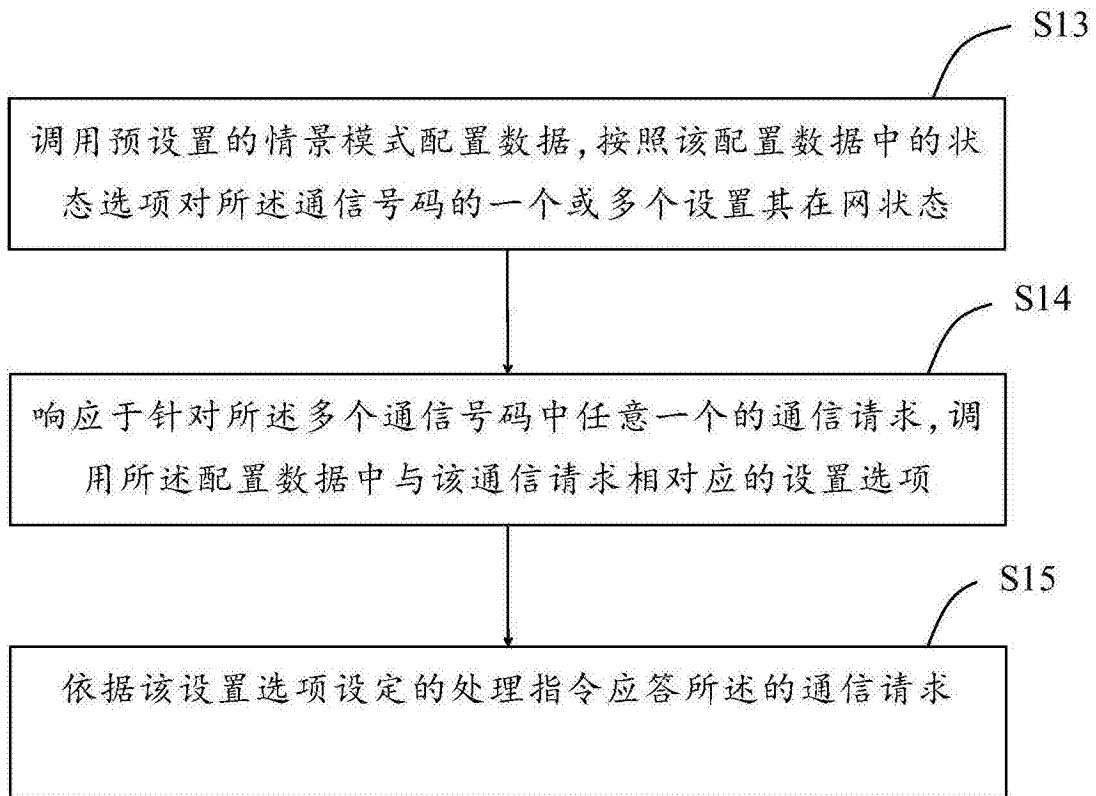 S13
调用预设置的情景模式配置数据,按照该配置数据中的状
态选项对所述通信号码的一个或多个设置其在网状态
S14
响应于针对所述多个通信号码中任意一个的通信请求,调
用所述配置数据中与该通信请求相对应的设置选项
S15
依据该设置选项设定的处理指令应答所述的通信请求